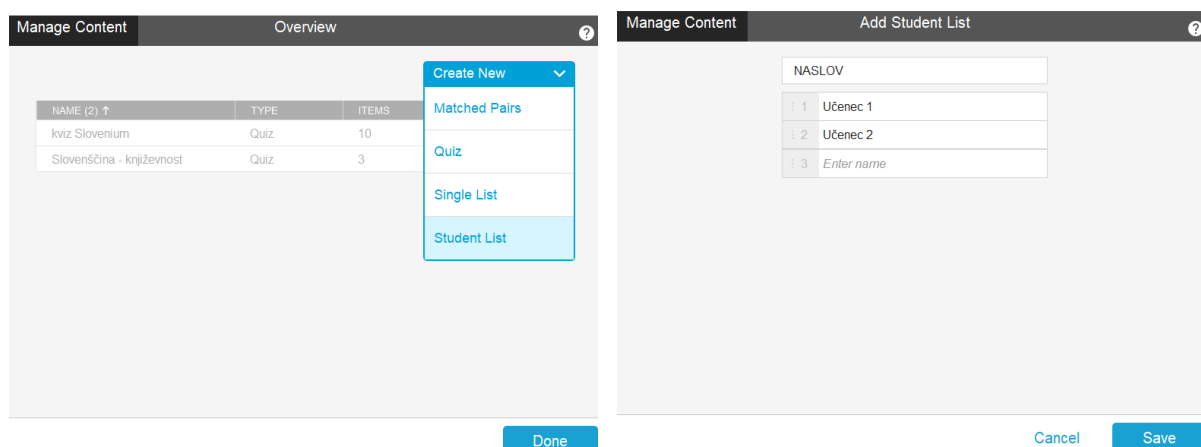 Manage Content Overview ?
Create New
NAME (2) ↑ TYPE ITEMS
kviz Slovenium Quiz 10
Slovenščina - književnost Quiz 3
Matched Pairs
Quiz
Single List
Student List
Done
Manage Content Add Student List ?
NASLOV
1 Učenec 1
2 Učenec 2
3 Enter name
Cancel Save